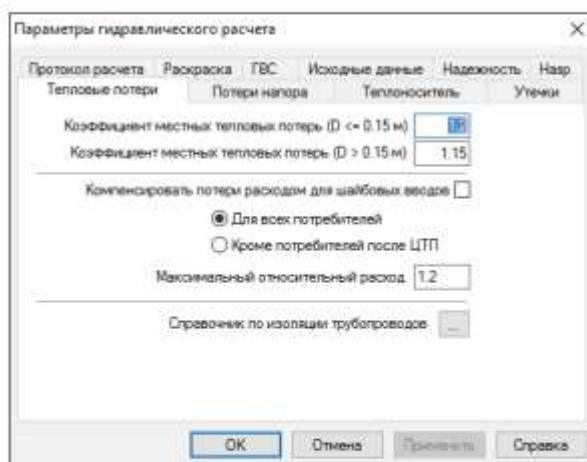 Параметры гидравлического расчета
Протокол расчета Раскраска ГВС Исходные данные Надежность Назр
Тепловые потери Потери напора Теплоноситель Утечки
Коэффициент местных тепловых потерь (D <= 0.15 м)
Коэффициент местных тепловых потерь (D > 0.15 м) 1.15
Компенсировать потери расходом для шайбовых вводов
Для всех потребителей
Кроме потребителей после ЦТП
Максимальный относительный расход 1.2
Справочник по изоляции трубопроводов ...
OK Отмена Применить Справка